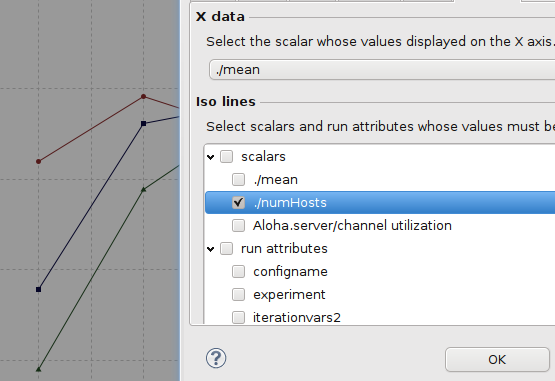 X data
Select the scalar whose values displayed on the X axis.
./mean
Iso lines
Select scalars and run attributes whose values must be
scalars
./mean
./numHosts
Aloha.server/channel utilization
run attributes
configname
experiment
iterationvars2
?
OK